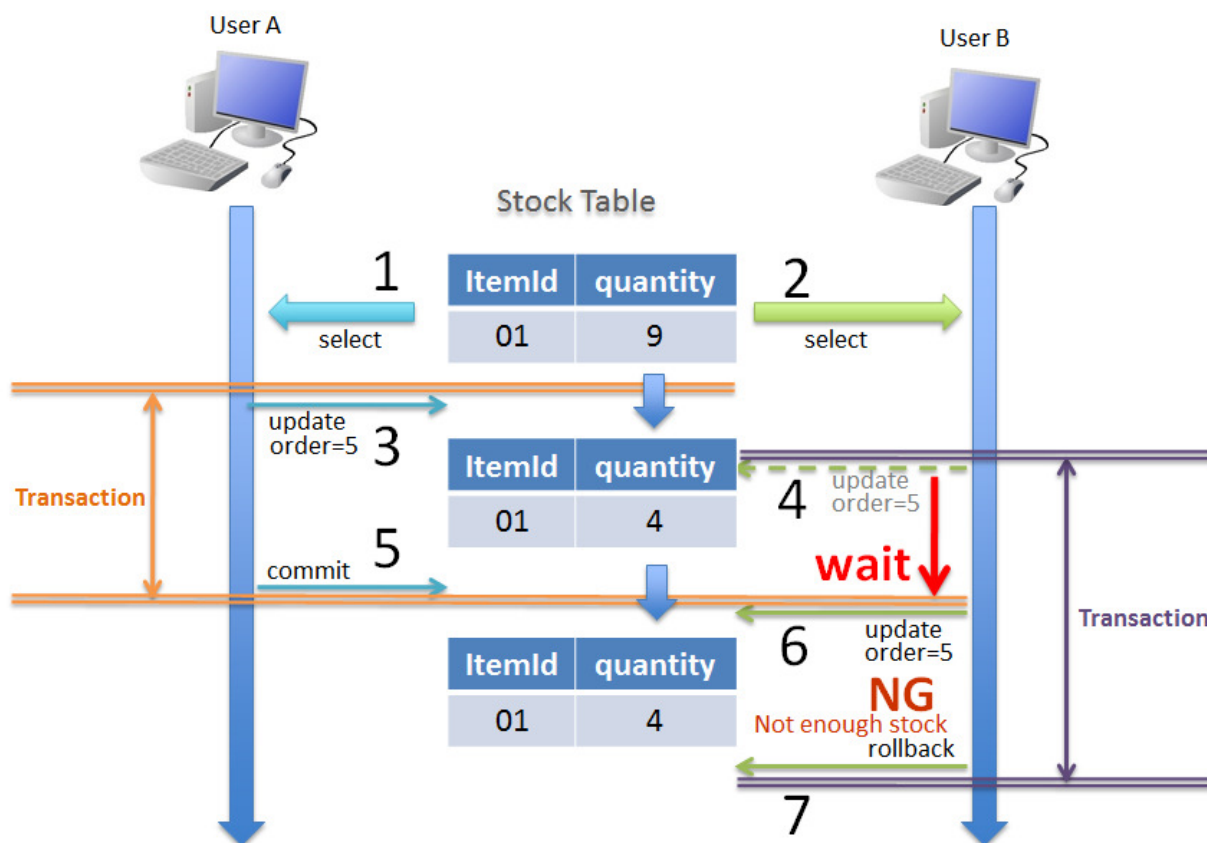 User A
User B
Stock Table
1
2
ItemId quantity
01 9
select
select
update
order=5
3
ItemId quantity
01 4
4
update
order=5
Transaction
5
commit
wait
Transaction
6
update
order=5
ItemId quantity
01 4
NG
Not enough stock
rollback
7